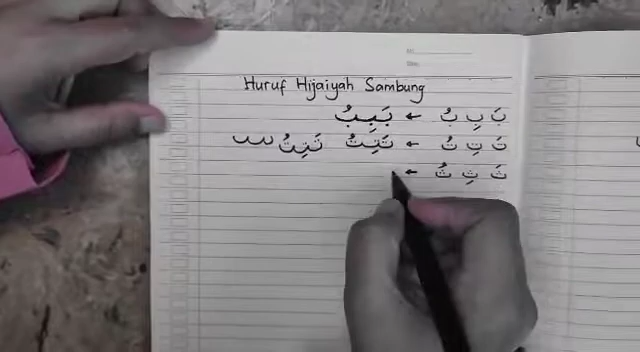 Huruf Hijaiyah Sambung
بَ بِ بُ ← بَبِبُ
تَ تِ تُ ← تَتِتُ تَتِتُ
ثَ ثِ ثُ ←